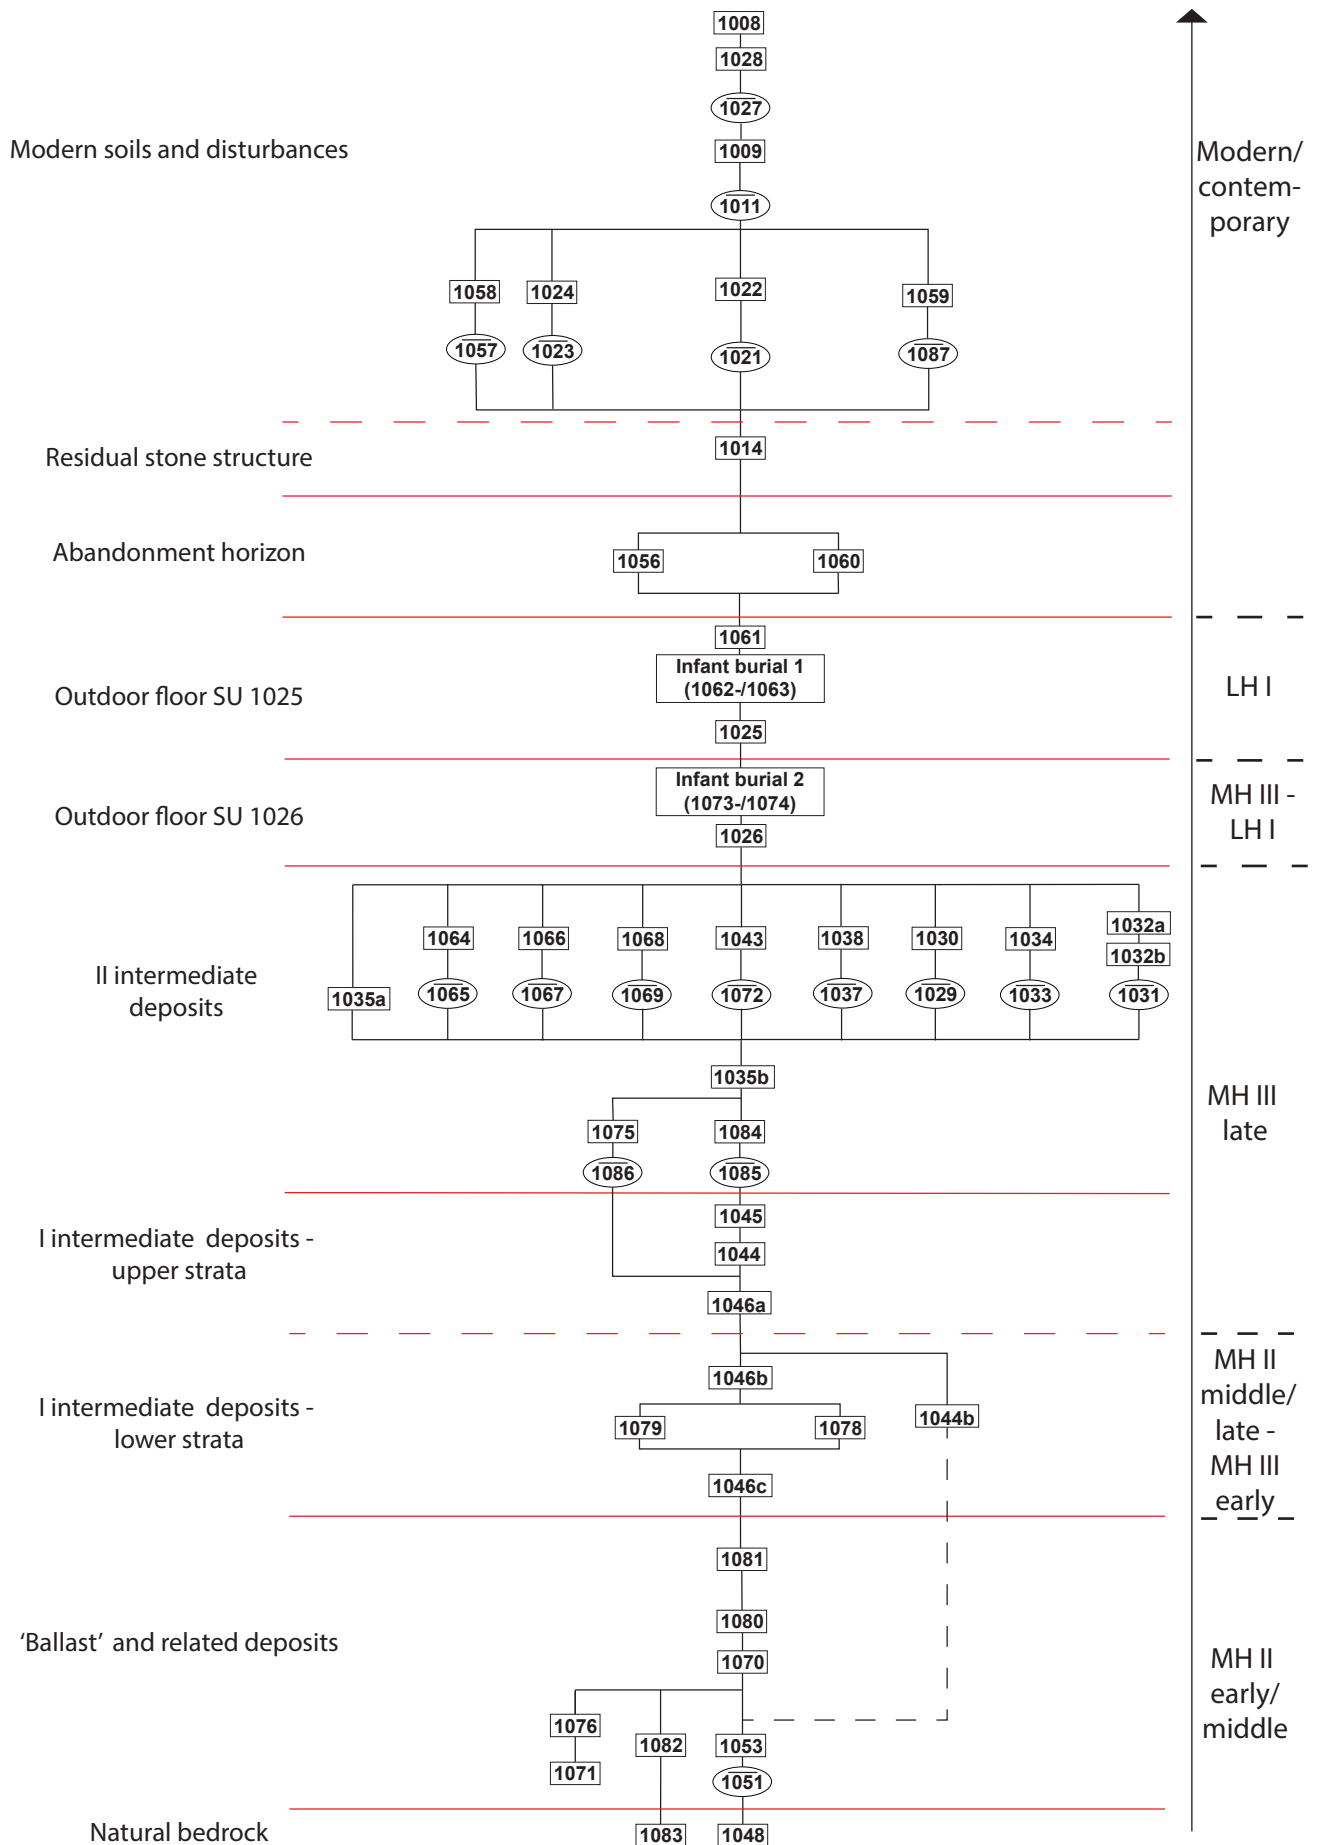 1008
1028
1027
Modern soils and disturbances
1009
Modern/
contem-
porary
1011
1058
1024
1022
1059
1057
1023
1021
1087
Residual stone structure
1014
Abandonment horizon
1056
1060
1061
Infant burial 1
(1062-/1063)
Outdoor floor SU 1025
LH I
1025
Infant burial 2
(1073-/1074)
Outdoor floor SU 1026
MH III -
LH I
1026
1032a
1064
1066
1068
1043
1038
1030
1034
1032b
II intermediate
deposits
1035a
1065
1067
1069
1072
1037
1029
1033
1031
1035b
MH III
late
1075
1084
1086
1085
1045
I intermediate deposits -
upper strata
1044
1046a
MH II
middle/
late -
MH III
early
1046b
I intermediate deposits -
lower strata
1079
1078
1044b
1046c
1081
1080
'Ballast' and related deposits
1070
MH II
early/
middle
1076
1082
1053
1071
1051
Natural bedrock
1083
1048